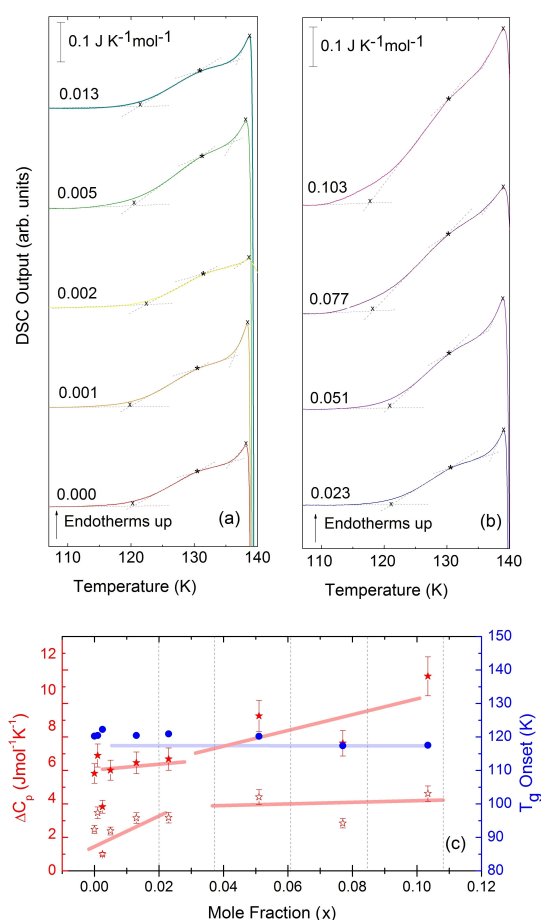 0.1 J K-1mol-1
0.013
0.005
0.002
0.001
0.000
Endotherms up
(a)
110 120 130 140
Temperature (K)
DSC Output (arb. units)
0.1 J K-1mol-1
0.103
0.077
0.051
0.023
Endotherms up
(b)
110 120 130 140
Temperature (K)
12
10
8
6
4
2
0
ΔCp (Jmol-1K-1)
150
140
130
120
110
100
90
80
Tg Onset (K)
(c)
0.00 0.02 0.04 0.06 0.08 0.10 0.12
Mole Fraction (x)